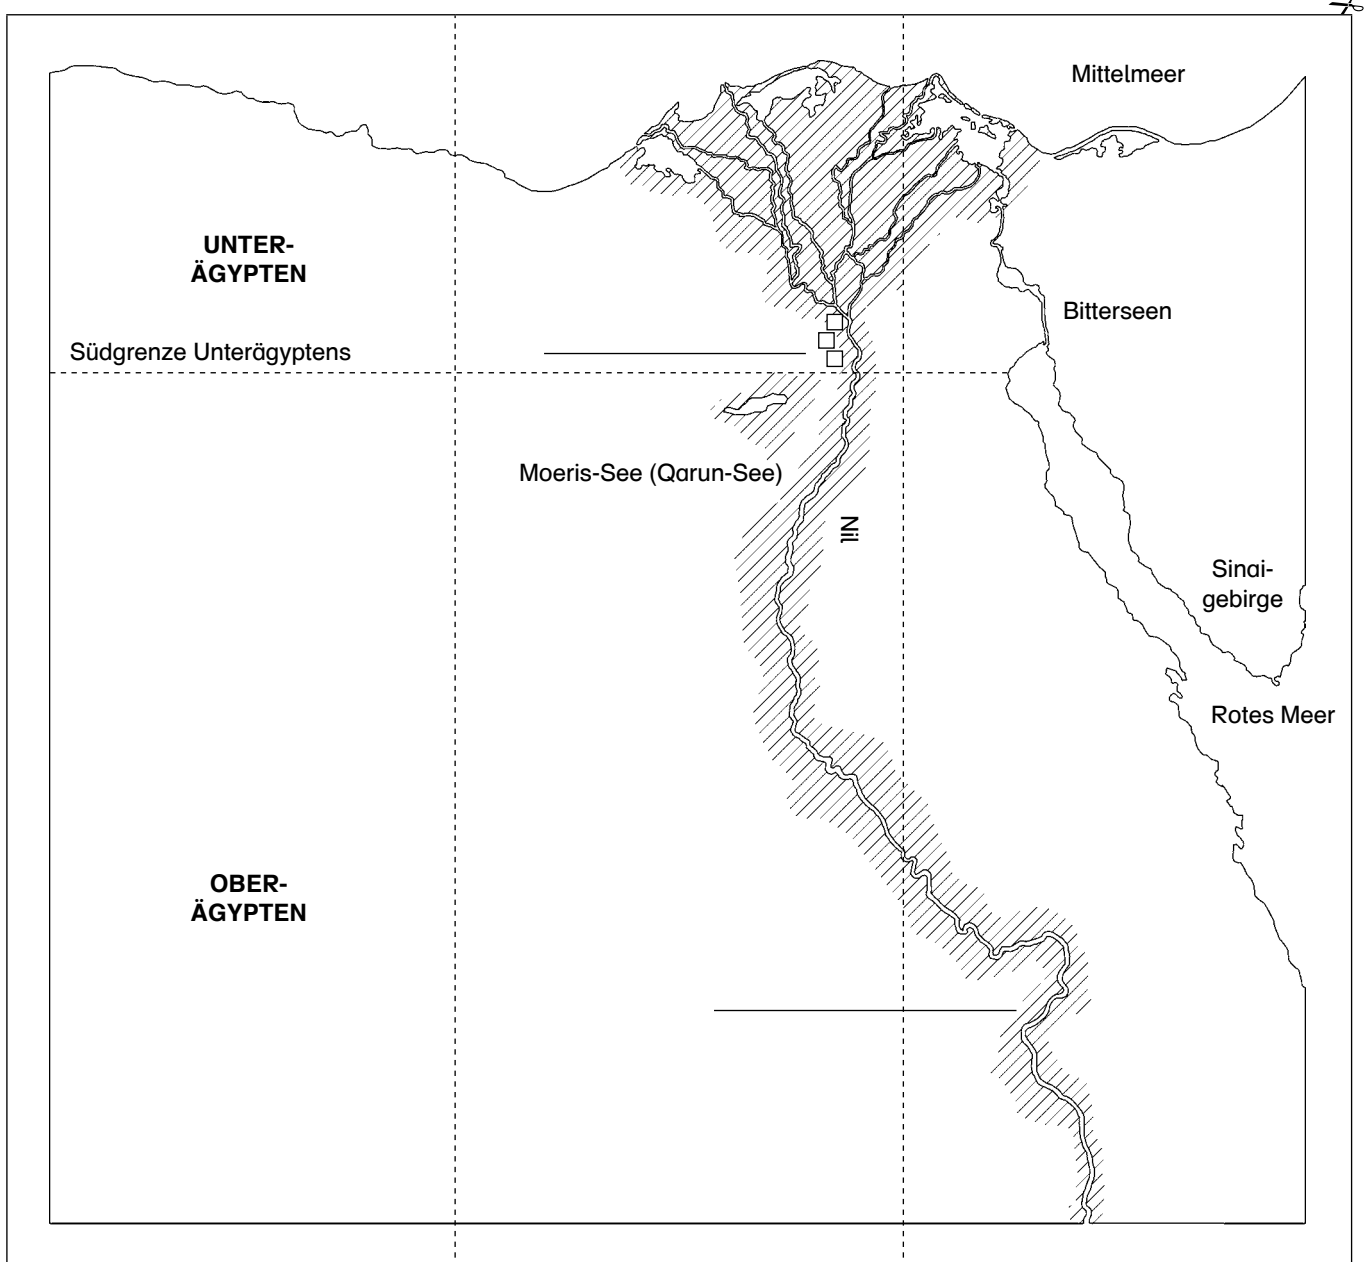 Mittelmeer
UNTER-
ÄGYPTEN
Bitterseen
Südgrenze Unterägyptens
Moeris-See (Qarun-See)
Nil
Sinai-
gebirge
Rotes Meer
OBER-
ÄGYPTEN